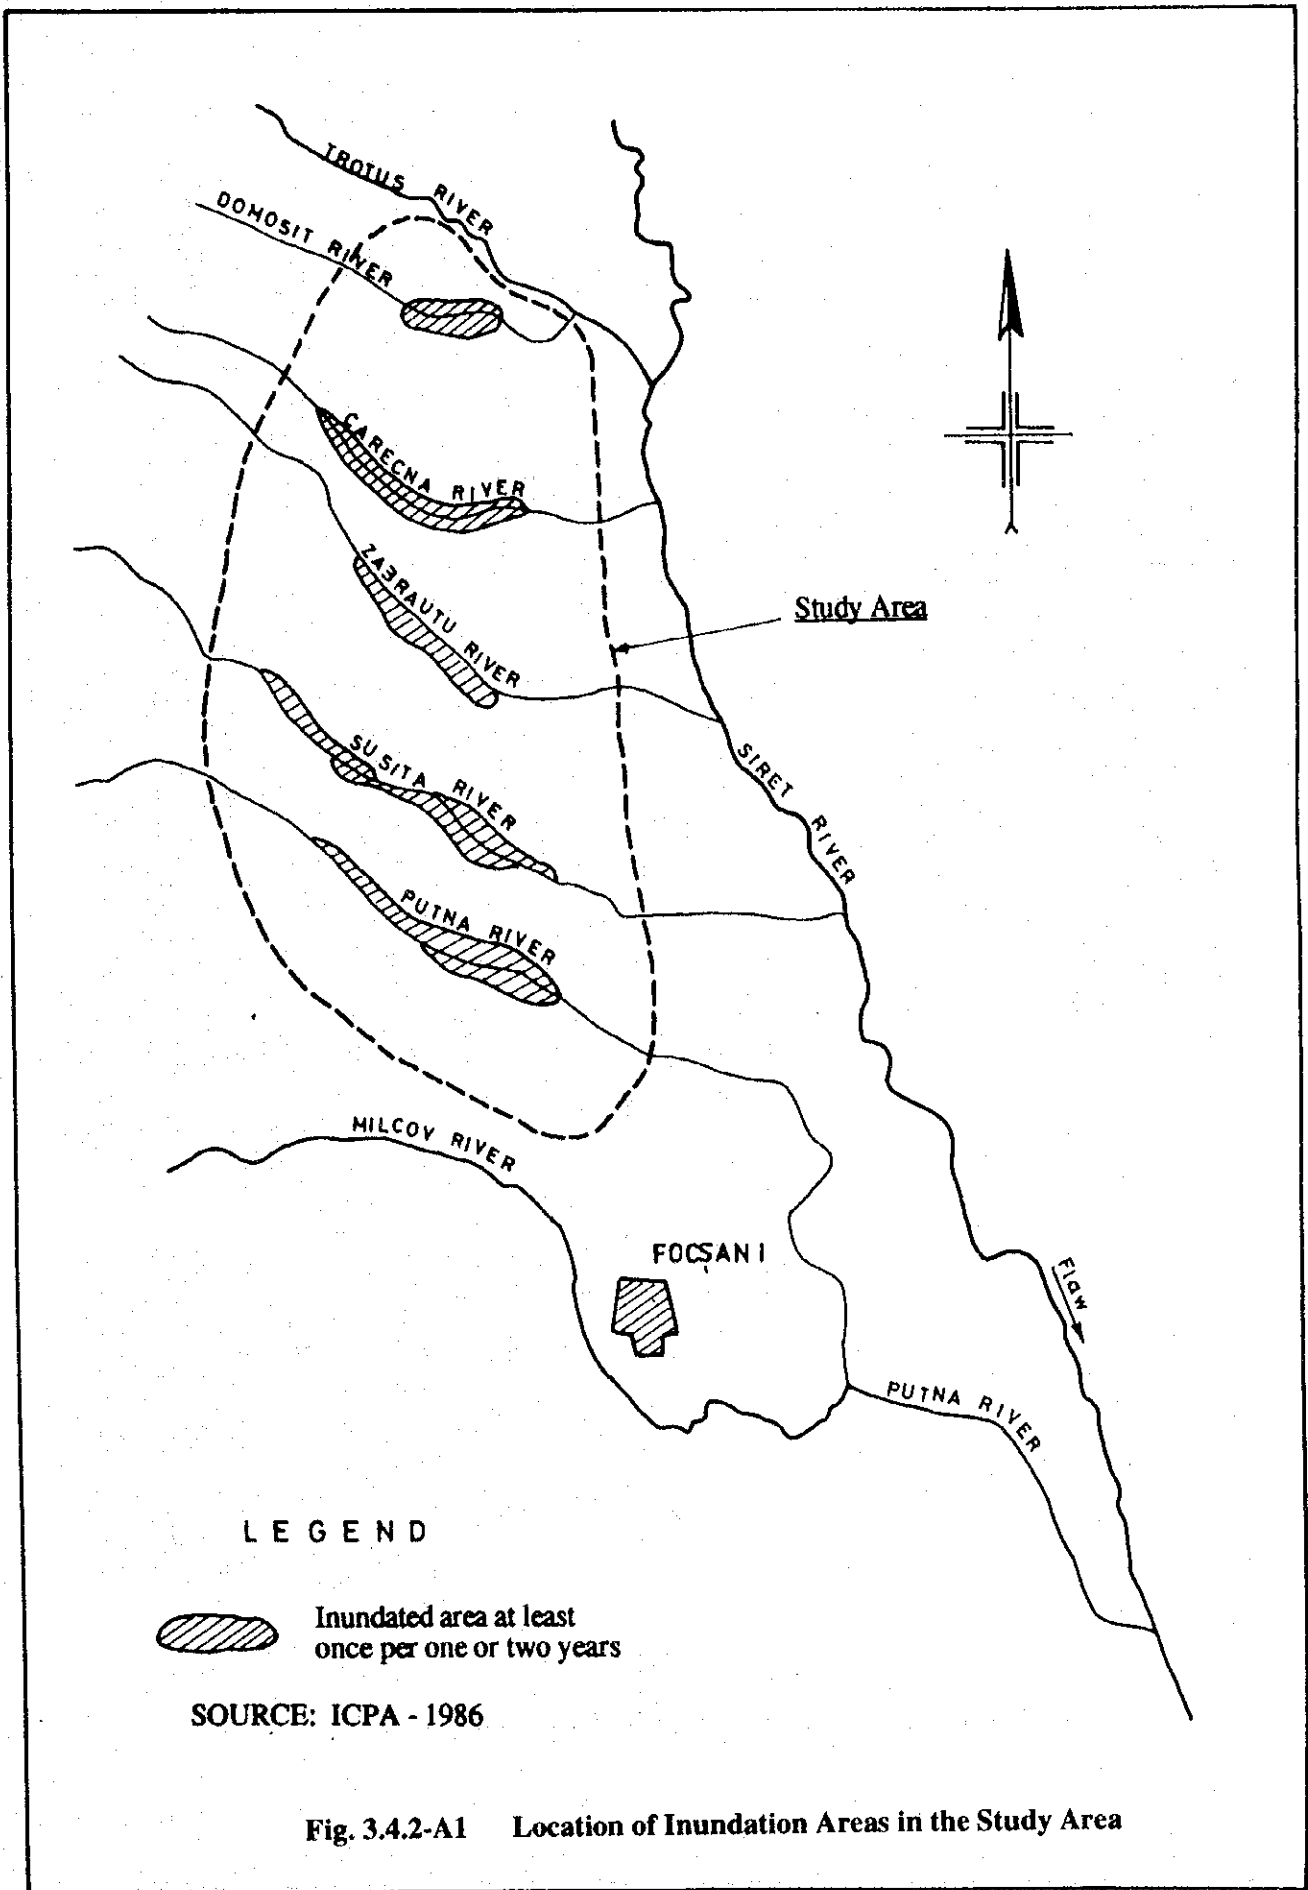 TROTUS RIVER
DOMOSIT RIVER
CARECNA RIVER
ZABRAUTU RIVER
Study Area
SUSITA RIVER
SIRET RIVER
PUTNA RIVER
MILCOV RIVER
FOCSANI
Flaw
PUTNA RIVER
LEGEND
Inundated area at least
once per one or two years
SOURCE: ICPA - 1986
Fig. 3.4.2-A1 Location of Inundation Areas in the Study Area